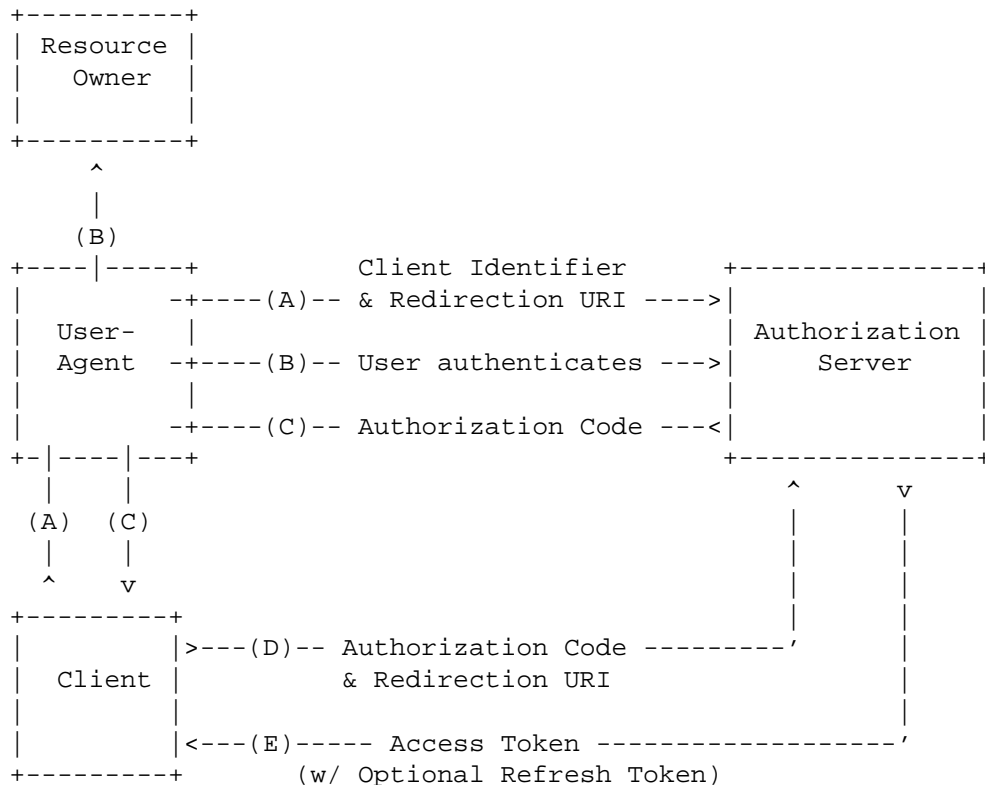 Resource
Owner
(B)
Client Identifier
(A) & Redirection URI
User-
Agent
(B) User authenticates
Authorization
Server
(C) Authorization Code
(A) (C)
(D) Authorization Code
& Redirection URI
Client
(E) Access Token
(w/ Optional Refresh Token)